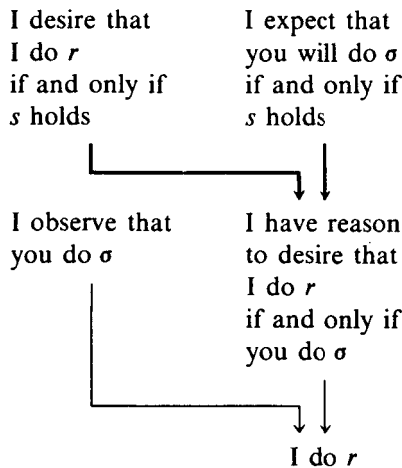 I desire that
I do r
if and only if
s holds
I expect that
you will do σ
if and only if
s holds
I observe that
you do σ
I have reason
to desire that
I do r
if and only if
you do σ
I do r